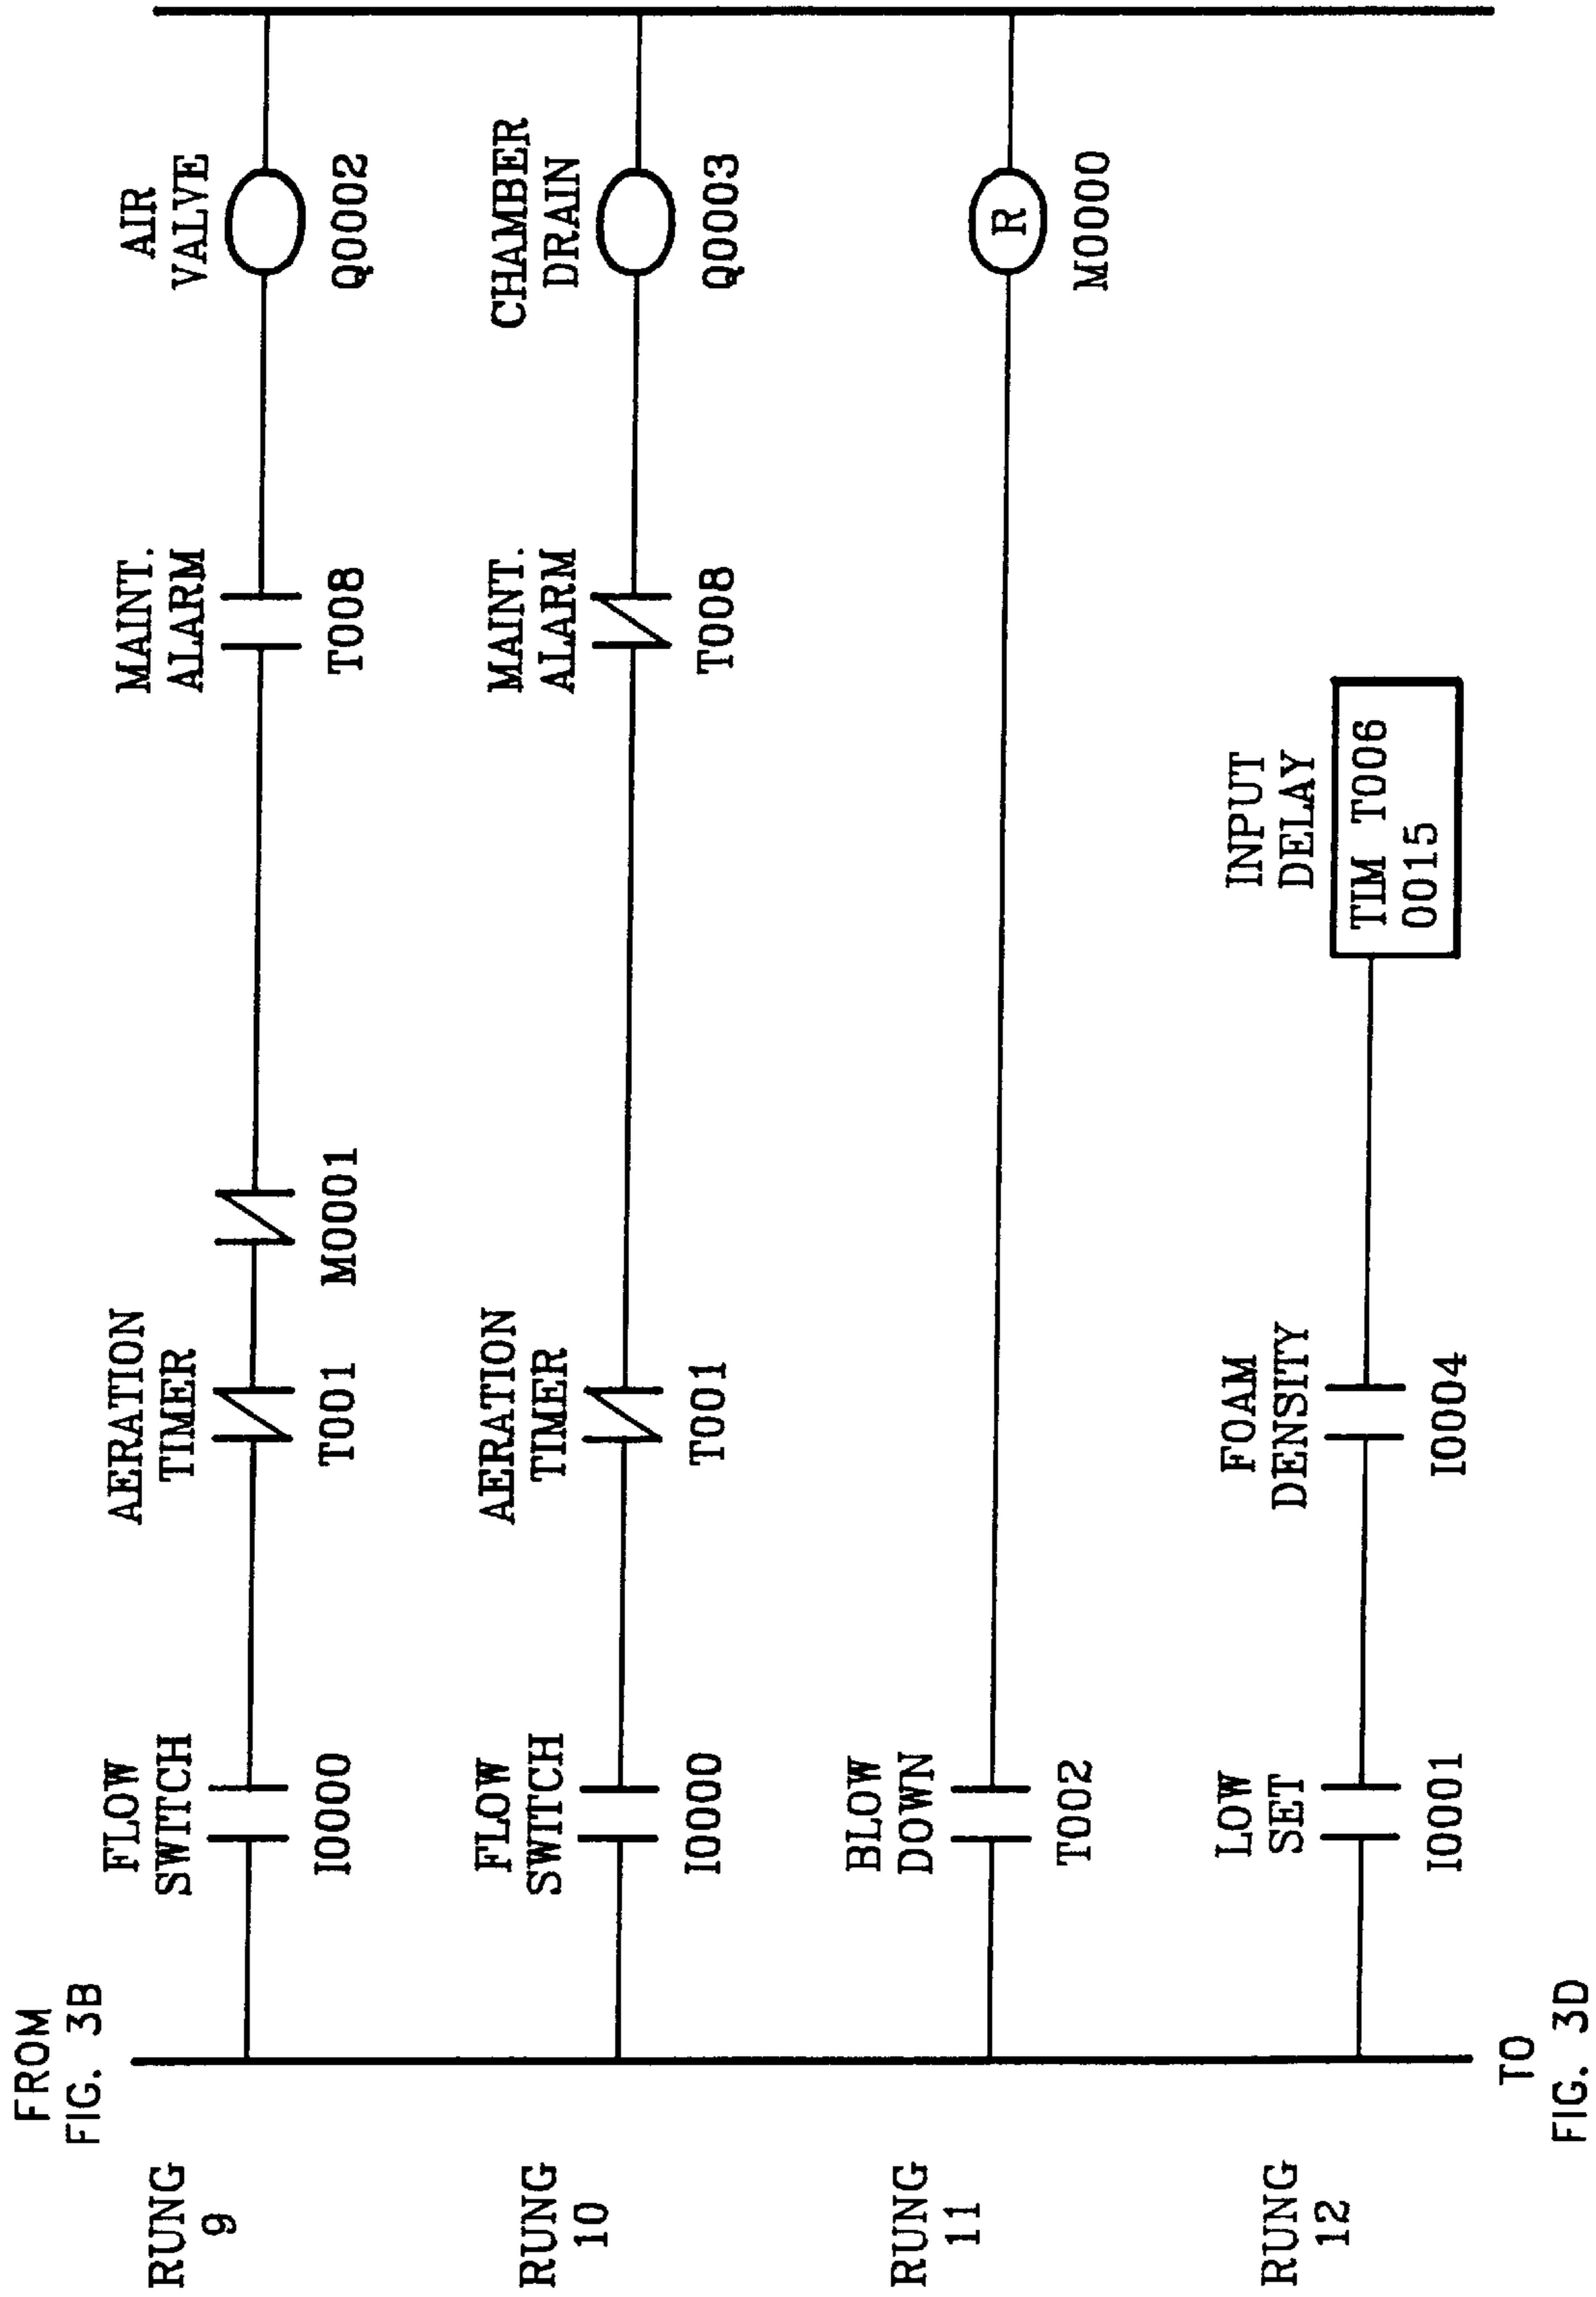 FROM
FIG. 3B
RUNG
9
FLOW
SWITCH
I0000
AERATION
TIMER
T001
M0001
MAINT.
ALARM
T008
AIR
VALVE
Q0002
RUNG
10
FLOW
SWITCH
I0000
AERATION
TIMER
T001
MAINT.
ALARM
T008
CHAMBER
DRAIN
Q0003
RUNG
11
BLOW
DOWN
T002
R
M0000
RUNG
12
LOW
SET
I0001
FOAM
DENSITY
I0004
INPUT
DELAY
TIM T006
0015
TO
FIG. 3D